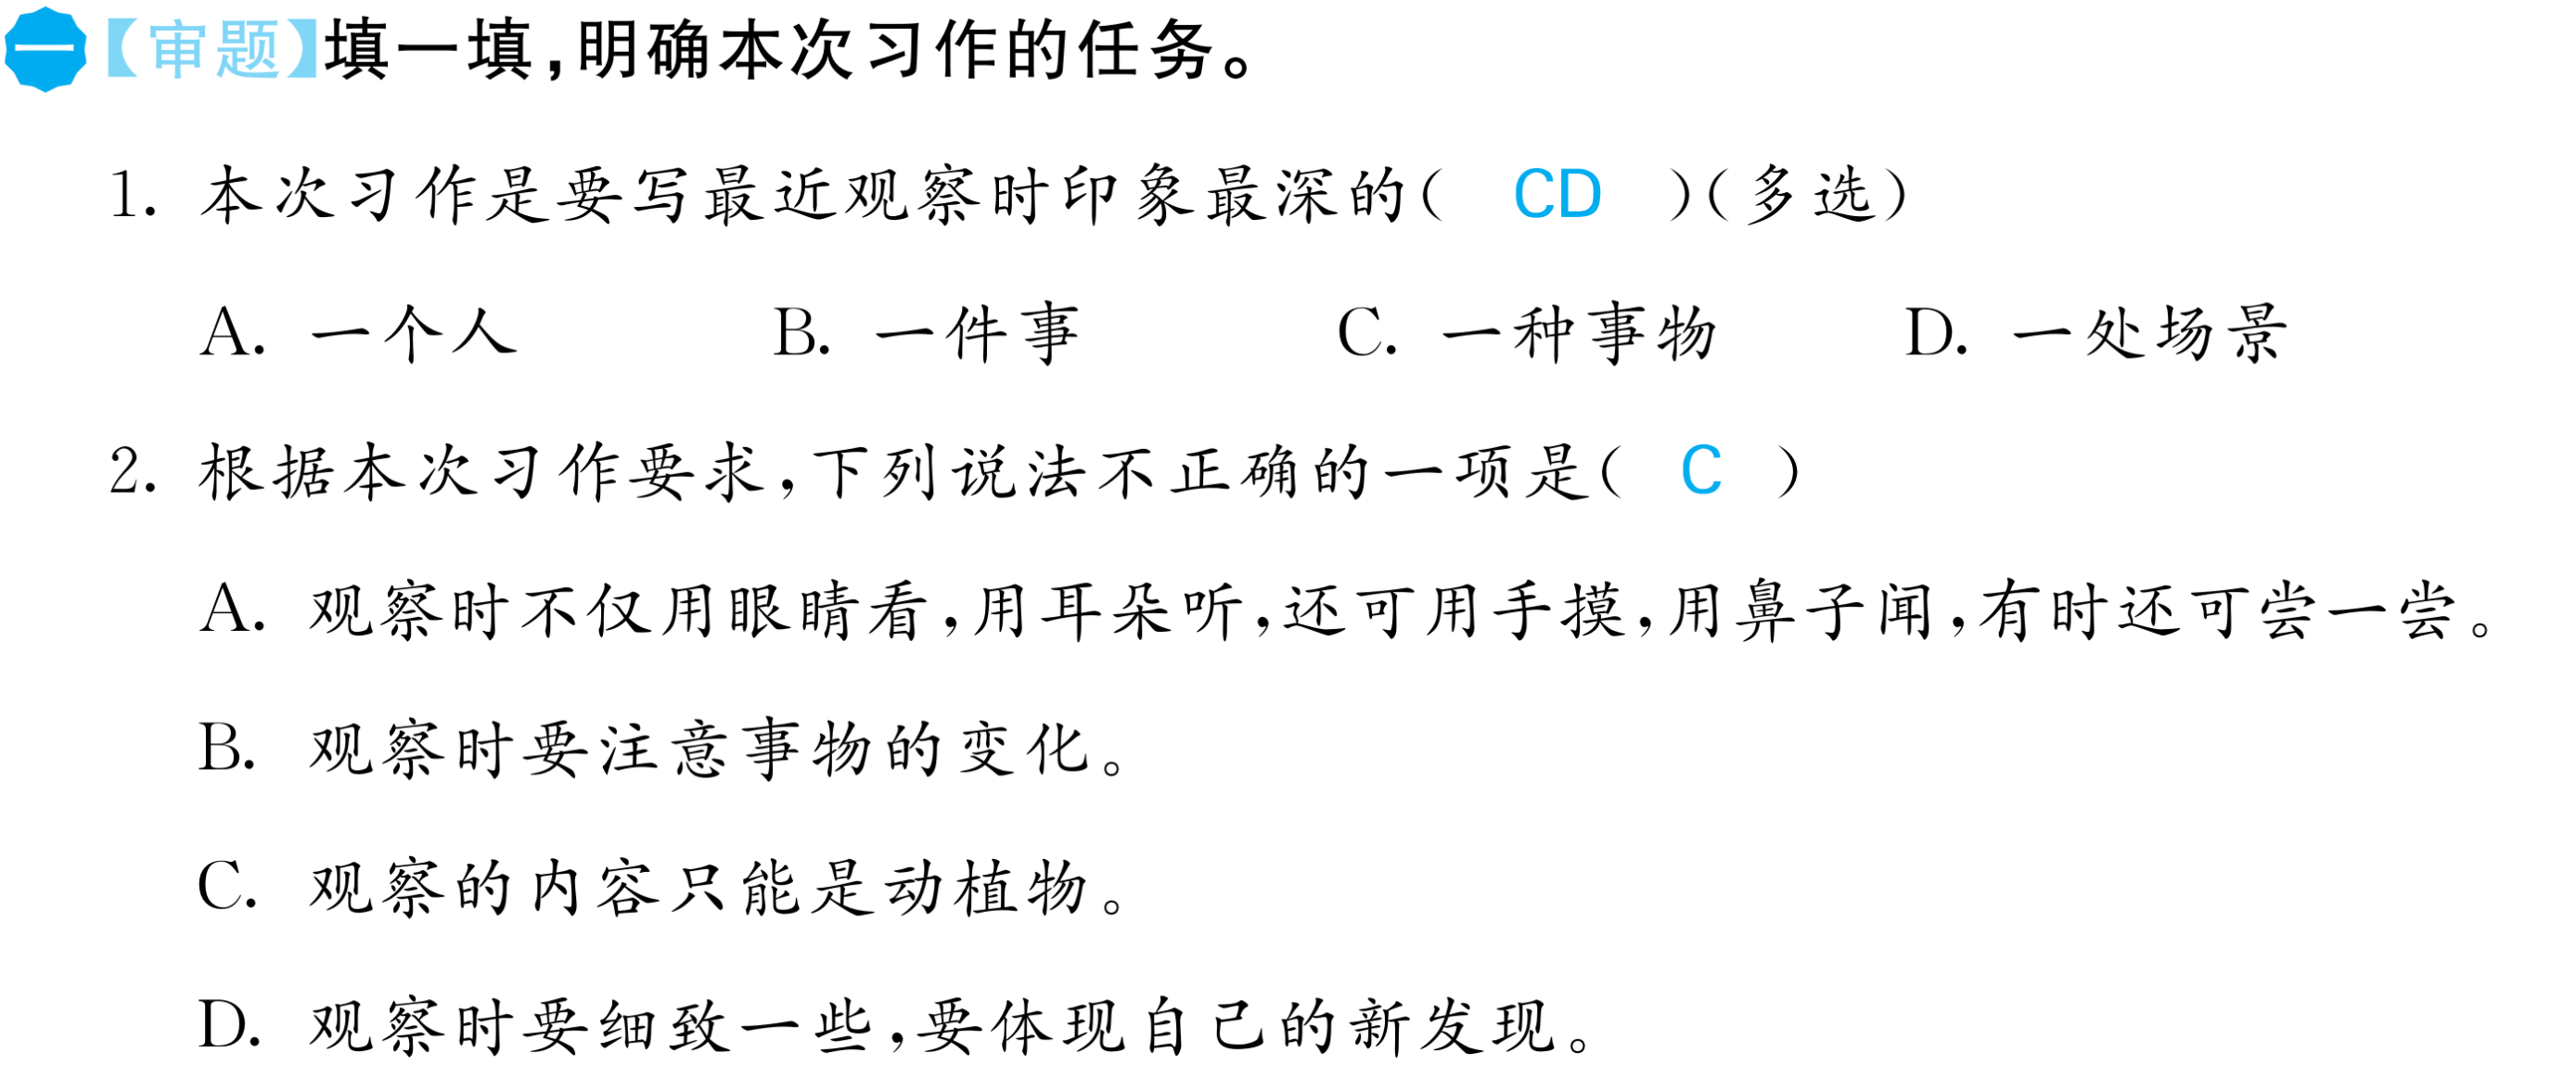 一【审题】填一填,明确本次习作的任务。
1. 本次习作是要写最近观察时印象最深的( CD )(多选)
A. 一个人 B. 一件事 C. 一种事物 D. 一处场景
2. 根据本次习作要求,下列说法不正确的一项是( C )
A. 观察时不仅用眼睛看,用耳朵听,还可用手摸,用鼻子闻,有时还可尝一尝。
B. 观察时要注意事物的变化。
C. 观察的内容只能是动植物。
D. 观察时要细致一些,要体现自己的新发现。